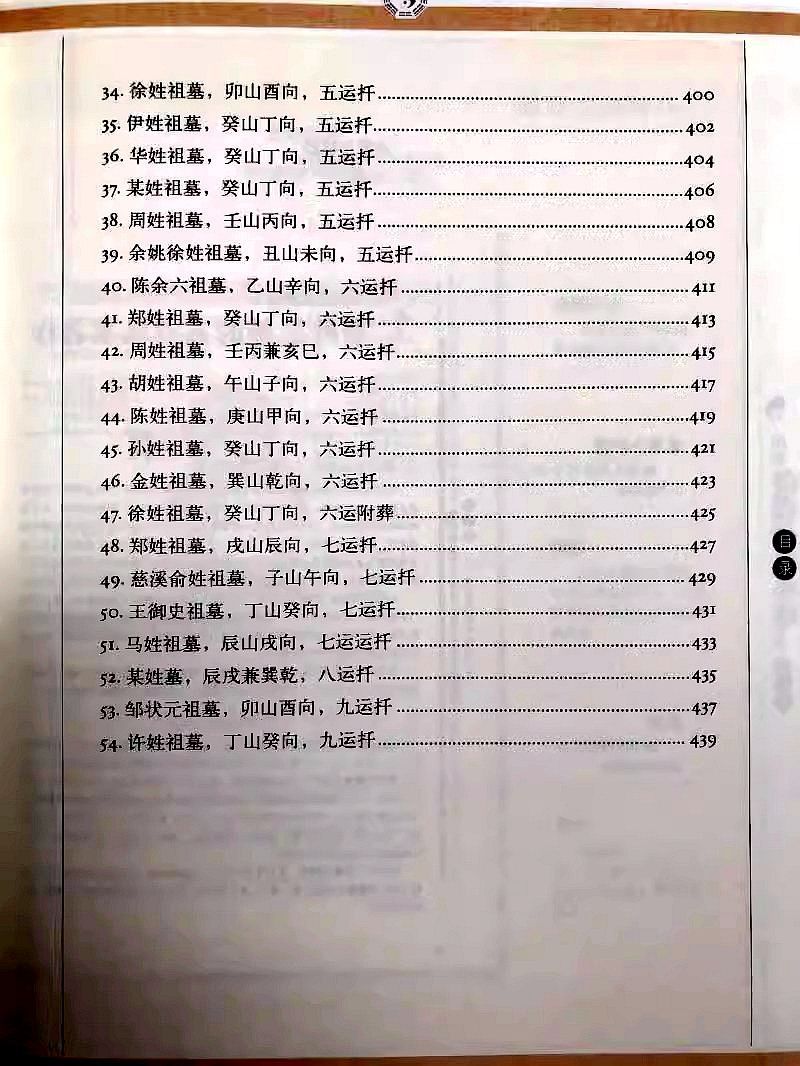 34. 徐姓祖墓，卯山酉向，五运扦……400
35. 伊姓祖墓，癸山丁向，五运扦……402
36. 华姓祖墓，癸山丁向，五运扦……404
37. 某姓祖墓，癸山丁向，五运扦……406
38. 周姓祖墓，壬山丙向，五运扦……408
39. 余姚徐姓祖墓，丑山未向，五运扦……409
40. 陈余六祖墓，乙山辛向，六运扦……411
41. 郑姓祖墓，癸山丁向，六运扦……413
42. 周姓祖墓，壬丙兼亥巳，六运扦……415
43. 胡姓祖墓，午山子向，六运扦……417
44. 陈姓祖墓，庚山甲向，六运扦……419
45. 孙姓祖墓，癸山丁向，六运扦……421
46. 金姓祖墓，巽山乾向，六运扦……423
47. 徐姓祖墓，癸山丁向，六运附葬……425
48. 郑姓祖墓，戌山辰向，七运扦……427
49. 慈溪俞姓祖墓，子山午向，七运扦……429
50. 王御史祖墓，丁山癸向，七运扦……431
51. 马姓祖墓，辰山戌向，七运运扦……433
52. 某姓墓，辰戌兼巽乾，八运扦……435
53. 邹状元祖墓，卯山酉向，九运扦……437
54. 许姓祖墓，丁山癸向，九运扦……439
目录